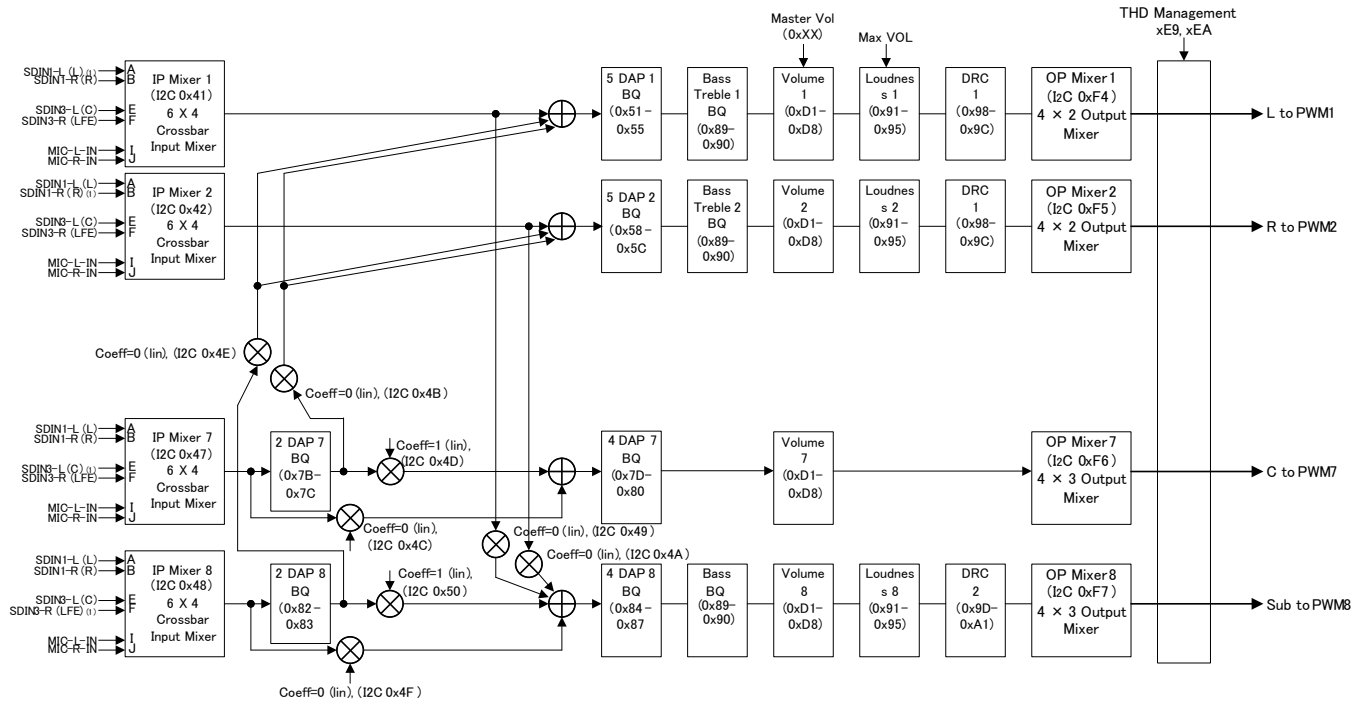 THD Management
xE9, xEA
Master Vol
(0xXX)
Max VOL
SDIN1-L (L) (1)
SDIN1-R (R)
SDIN3-L (C)
SDIN3-R (LFE)
MIC-L-IN
MIC-R-IN
A
B
E
F
I
J
IP Mixer 1
(I2C 0x41)
6 X 4
Crossbar
Input Mixer
5 DAP 1
BQ
(0x51-
0x55
Bass
Treble 1
BQ
(0x89-
0x90)
Volume
1
(0xD1-
0xD8)
Loudnes
s 1
(0x91-
0x95)
DRC
1
(0x98-
0x9C)
OP Mixer1
(I2C 0xF4)
4 × 2 Output
Mixer
L to PWM1
SDIN1-L (L)
SDIN1-R (R) (1)
SDIN3-L (C)
SDIN3-R (LFE)
MIC-L-IN
MIC-R-IN
A
B
E
F
I
J
IP Mixer 2
(I2C 0x42)
6 X 4
Crossbar
Input Mixer
5 DAP 2
BQ
(0x58-
0x5C
Bass
Treble 2
BQ
(0x89-
0x90)
Volume
2
(0xD1-
0xD8)
Loudnes
s 2
(0x91-
0x95)
DRC
1
(0x98-
0x9C)
OP Mixer2
(I2C 0xF5)
4 × 2 Output
Mixer
R to PWM2
Coeff=0 (lin), (I2C 0x4E)
Coeff=0 (lin), (I2C 0x4B)
SDIN1-L (L)
SDIN1-R (R)
SDIN3-L (C) (1)
SDIN3-R (LFE)
MIC-L-IN
MIC-R-IN
A
B
E
F
I
J
IP Mixer 7
(I2C 0x47)
6 X 4
Crossbar
Input Mixer
2 DAP 7
BQ
(0x7B-
0x7C
Coeff=1 (lin),
(I2C 0x4D)
Coeff=0 (lin),
(I2C 0x4C)
4 DAP 7
BQ
(0x7D-
0x80
Volume
7
(0xD1-
0xD8)
OP Mixer7
(I2C 0xF6)
4 × 3 Output
Mixer
C to PWM7
Coeff=0 (lin), (I2C 0x49)
Coeff=0 (lin), (I2C 0x4A)
SDIN1-L (L)
SDIN1-R (R)
SDIN3-L (C)
SDIN3-R (LFE) (1)
MIC-L-IN
MIC-R-IN
A
B
E
F
I
J
IP Mixer 8
(I2C 0x48)
6 X 4
Crossbar
Input Mixer
2 DAP 8
BQ
(0x82-
0x83
Coeff=1 (lin),
(I2C 0x50)
Coeff=0 (lin), (I2C 0x4F)
4 DAP 8
BQ
(0x84-
0x87
Bass
BQ
(0x89-
0x90)
Volume
8
(0xD1-
0xD8)
Loudnes
s 8
(0x91-
0x95)
DRC
2
(0x9D-
0xA1)
OP Mixer8
(I2C 0xF7)
4 × 3 Output
Mixer
Sub to PWM8